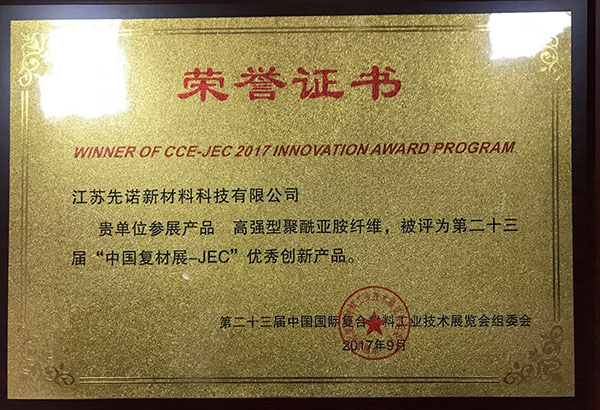 荣誉证书
WINNER OF CCE-JEC 2017 INNOVATION AWARD PROGRAM
江苏先诺新材料科技有限公司
贵单位参展产品 高强型聚酰亚胺纤维，被评为第二十三
届“中国复材展-JEC”优秀创新产品。
第二十三届中国国际复合材料工业技术展览会组委会
2017年9月